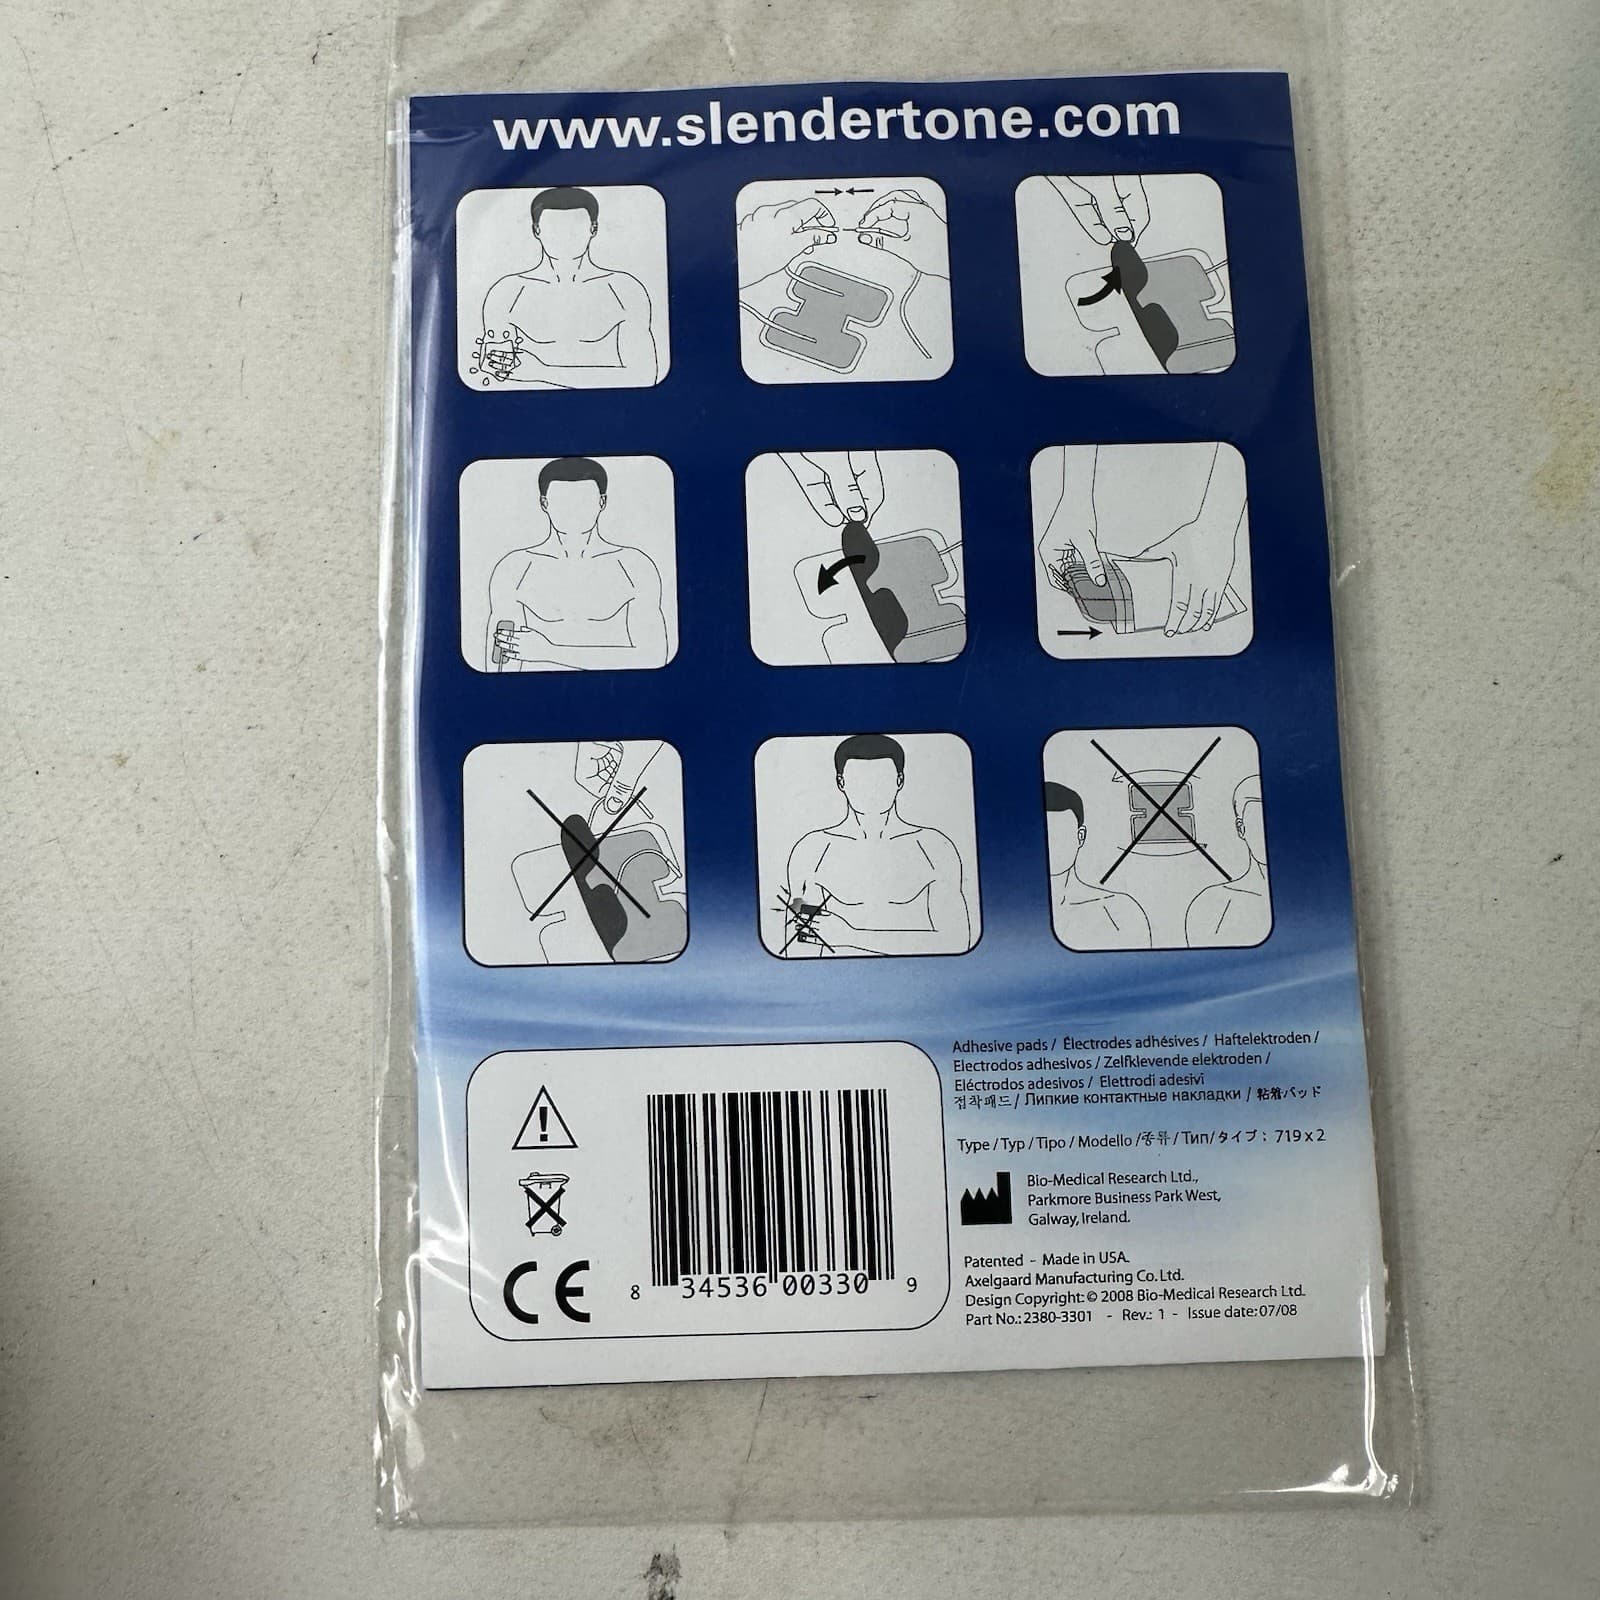 www.slendertone.com
Adhesive pads / Électrodes adhésives / Haftelektroden /
Electrodos adhesivos / Zelfklevende elektroden /
Eléctrodos adesivos / Elettrodi adesivi
접착패드 / Липкие контактные накладки / 粘着パッド
Type / Typ / Tipo / Modello /종류 / Тип/タイプ : 719 x 2
Bio-Medical Research Ltd.,
Parkmore Business Park West,
Galway, Ireland.
Patented - Made in USA.
Axelgaard Manufacturing Co. Ltd.
Design Copyright: © 2008 Bio-Medical Research Ltd.
Part No.: 2380-3301 - Rev.: 1 - Issue date: 07/08
CE
8 34536 00330 9